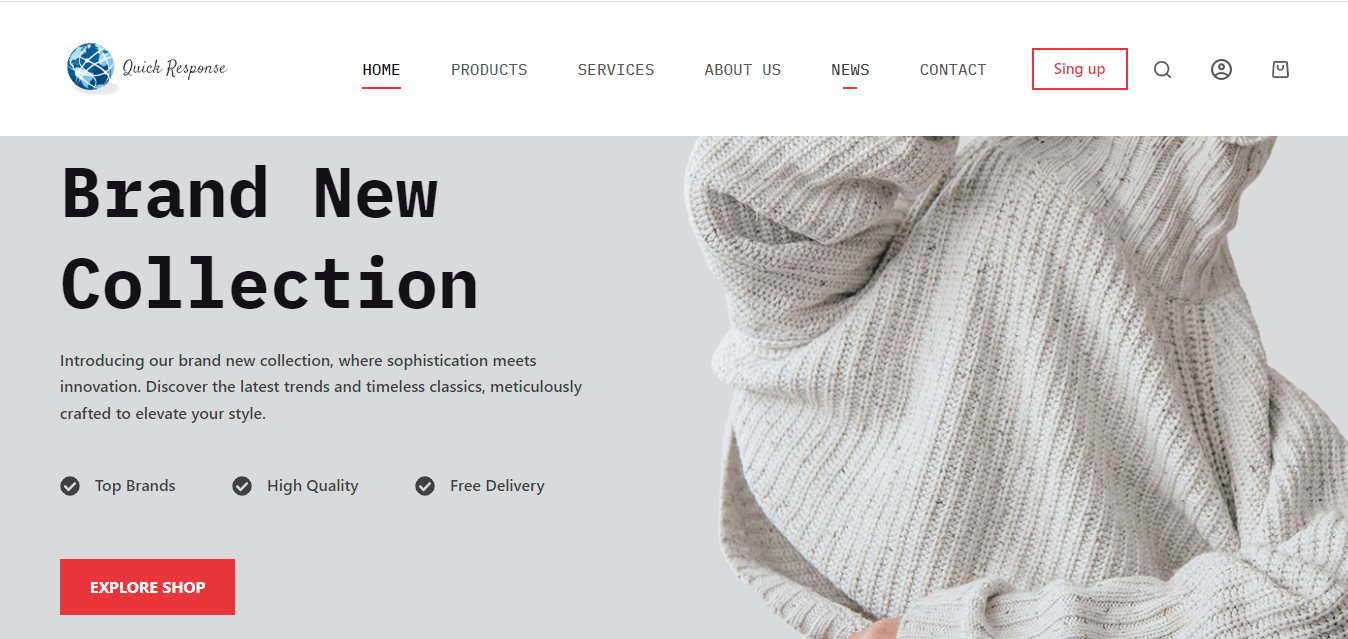 Quick Response
HOME
PRODUCTS
SERVICES
ABOUT US
NEWS
CONTACT
Sing up
Brand New
Collection
Introducing our brand new collection, where sophistication meets
innovation. Discover the latest trends and timeless classics, meticulously
crafted to elevate your style.
Top Brands
High Quality
Free Delivery
EXPLORE SHOP